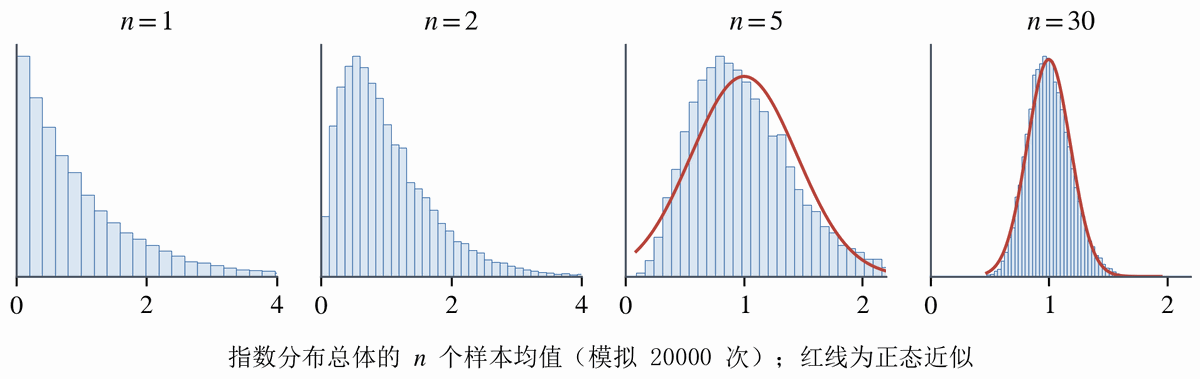 n=1 n=2 n=5 n=30
0 2 4 0 2 4 0 1 2 0 1 2
指数分布总体的 n 个样本均值（模拟 20000 次）；红线为正态近似